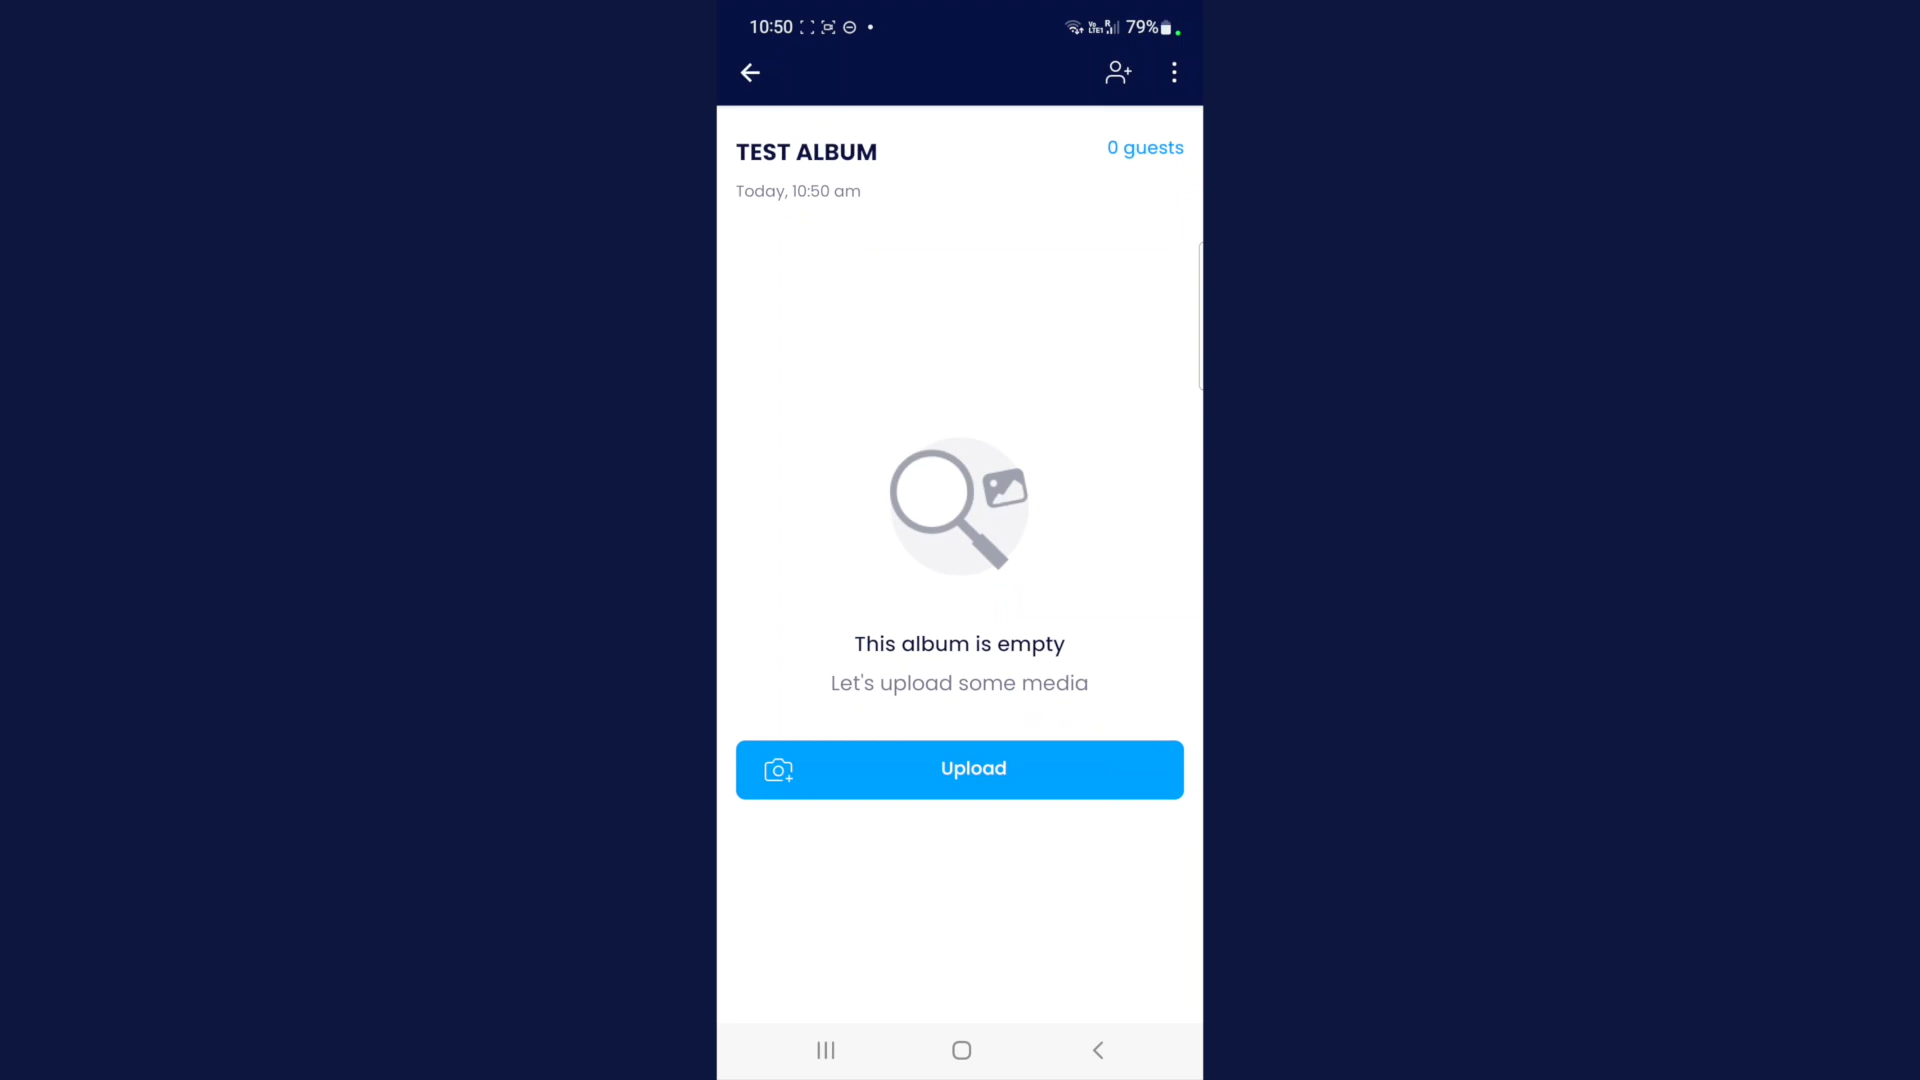 10:50
79%
TEST ALBUM
0 guests
Today, 10:50 am
This album is empty
Let's upload some media
Upload